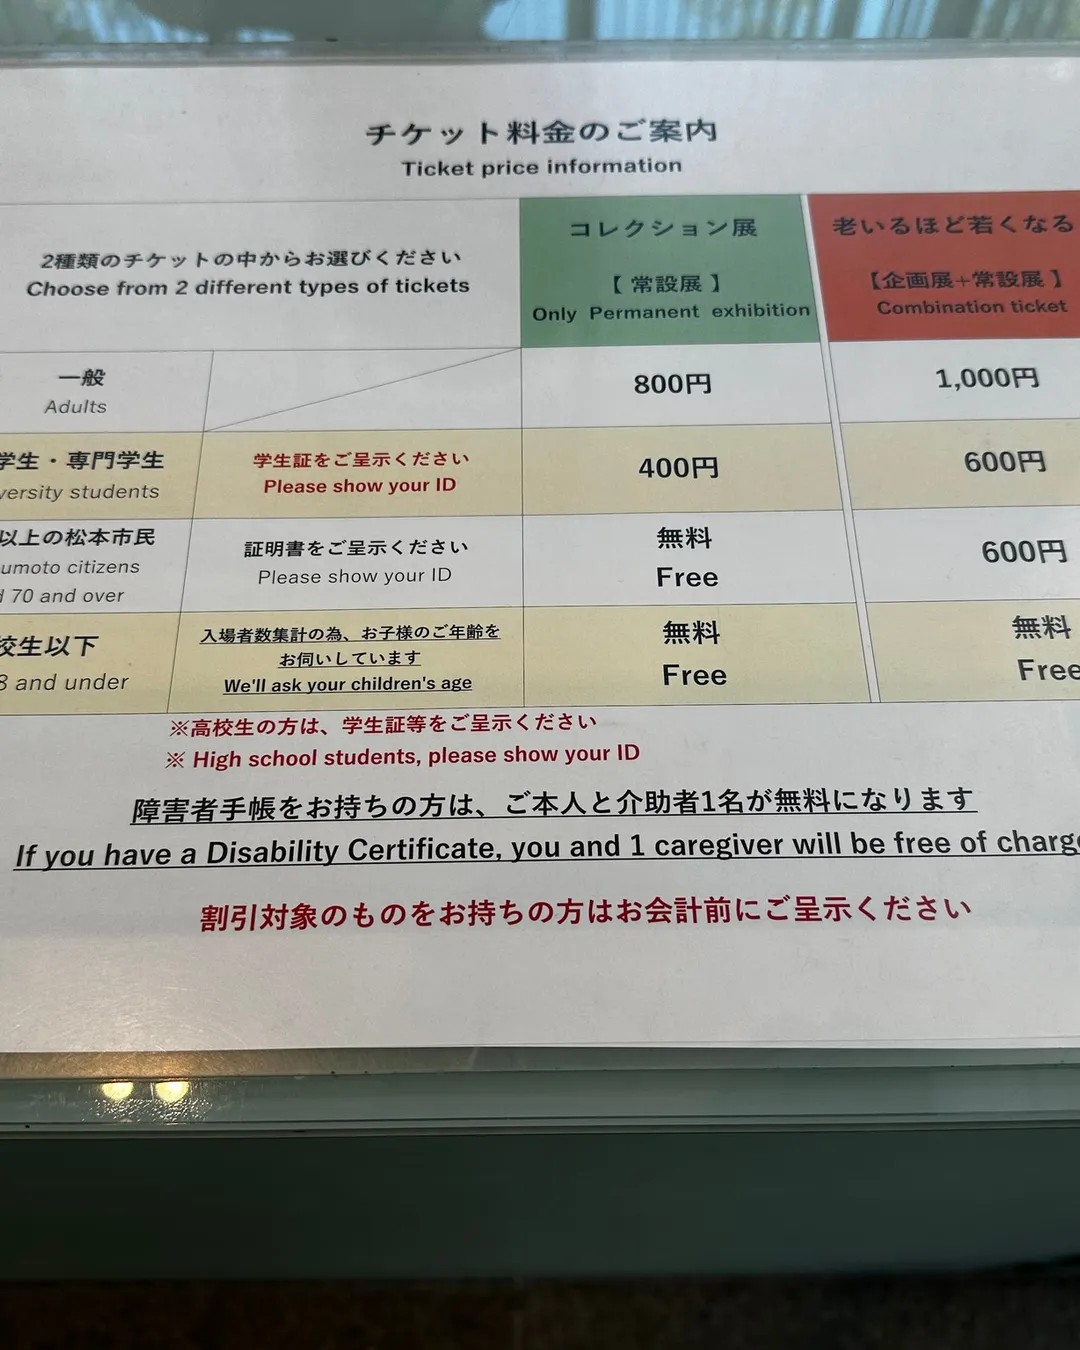 チケット料金のご案内
Ticket price information
2種類のチケットの中からお選びください
Choose from 2 different types of tickets
コレクション展
【 常設展 】
Only Permanent exhibition
老いるほど若くなる
【企画展+常設展 】
Combination ticket
一般
Adults
800円
1,000円
学生・専門学生
versity students
学生証をご呈示ください
Please show your ID
400円
600円
以上の松本市民
umoto citizens
70 and over
証明書をご呈示ください
Please show your ID
無料
Free
600円
校生以下
8 and under
入場者数集計の為、お子様のご年齢を
お伺いしています
We'll ask your children's age
無料
Free
無料
Free
※高校生の方は、学生証等をご呈示ください
※ High school students, please show your ID
障害者手帳をお持ちの方は、ご本人と介助者1名が無料になります
If you have a Disability Certificate, you and 1 caregiver will be free of charge
割引対象のものをお持ちの方はお会計前にご呈示ください